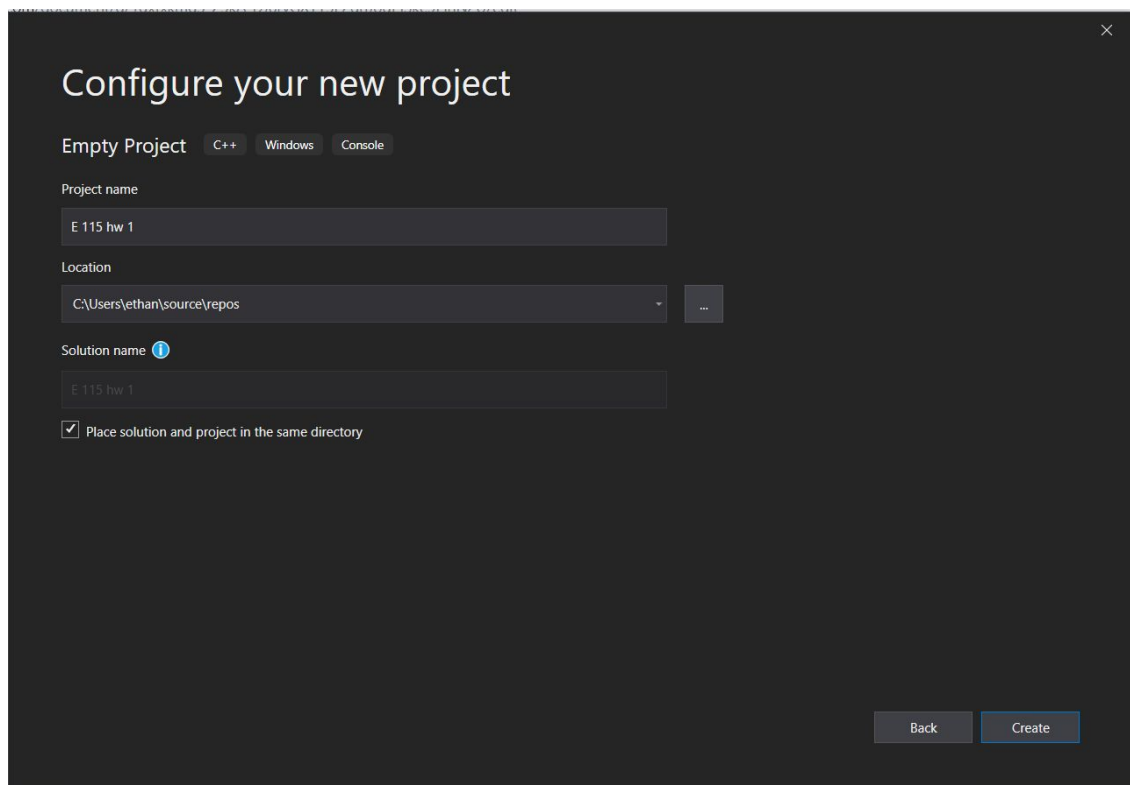 Configure your new project
Empty Project C++ Windows Console
Project name
E 115 hw 1
Location
C:\Users\ethan\source\repos
...
Solution name
E 115 hw 1
Place solution and project in the same directory
Back Create